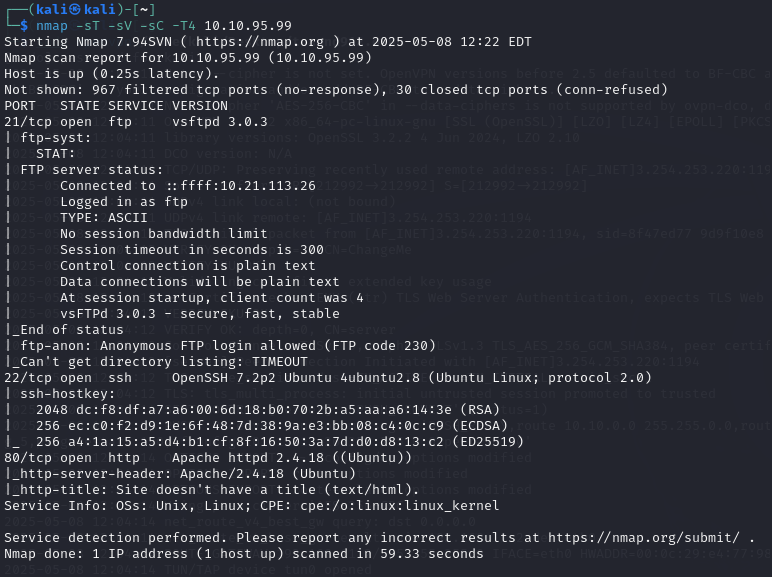 ┌──(kali㉿kali)-[~]
└─$ nmap -sT -sV -sC -T4 10.10.95.99
Starting Nmap 7.94SVN ( https://nmap.org ) at 2025-05-08 12:22 EDT
Nmap scan report for 10.10.95.99 (10.10.95.99)
Host is up (0.25s latency).
Not shown: 967 filtered tcp ports (no-response), 30 closed tcp ports (conn-refused)
PORT   STATE SERVICE VERSION
21/tcp open  ftp     vsftpd 3.0.3
| ftp-syst:
|   STAT:
| FTP server status:
|      Connected to ::ffff:10.21.113.26
|      Logged in as ftp
|      TYPE: ASCII
|      No session bandwidth limit
|      Session timeout in seconds is 300
|      Control connection is plain text
|      Data connections will be plain text
|      At session startup, client count was 4
|      vsFTPd 3.0.3 - secure, fast, stable
|_End of status
| ftp-anon: Anonymous FTP login allowed (FTP code 230)
|_Can't get directory listing: TIMEOUT
22/tcp open  ssh     OpenSSH 7.2p2 Ubuntu 4ubuntu2.8 (Ubuntu Linux; protocol 2.0)
| ssh-hostkey:
|   2048 dc:f8:df:a7:a6:00:6d:18:b0:70:2b:a5:aa:a6:14:3e (RSA)
|   256 ec:c0:f2:d9:1e:6f:48:7d:38:9a:e3:bb:08:c4:0c:c9 (ECDSA)
|_  256 a4:1a:15:a5:d4:b1:cf:8f:16:50:3a:7d:d0:d8:13:c2 (ED25519)
80/tcp open  http    Apache httpd 2.4.18 ((Ubuntu))
|_http-server-header: Apache/2.4.18 (Ubuntu)
|_http-title: Site doesn't have a title (text/html).
Service Info: OSs: Unix, Linux; CPE: cpe:/o:linux:linux_kernel

Service detection performed. Please report any incorrect results at https://nmap.org/submit/ .
Nmap done: 1 IP address (1 host up) scanned in 59.33 seconds